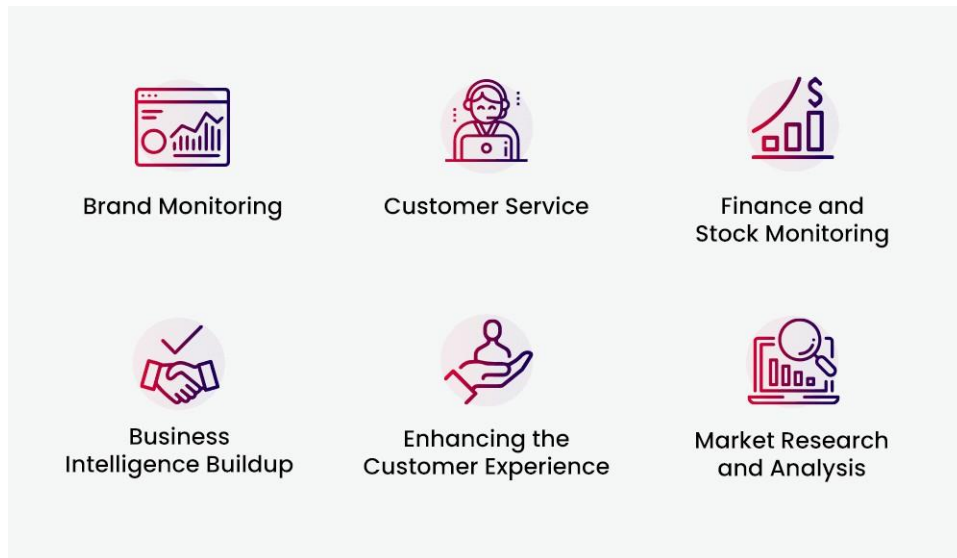 Brand Monitoring
Customer Service
Finance and
Stock Monitoring
Business
Intelligence Buildup
Enhancing the
Customer Experience
Market Research
and Analysis